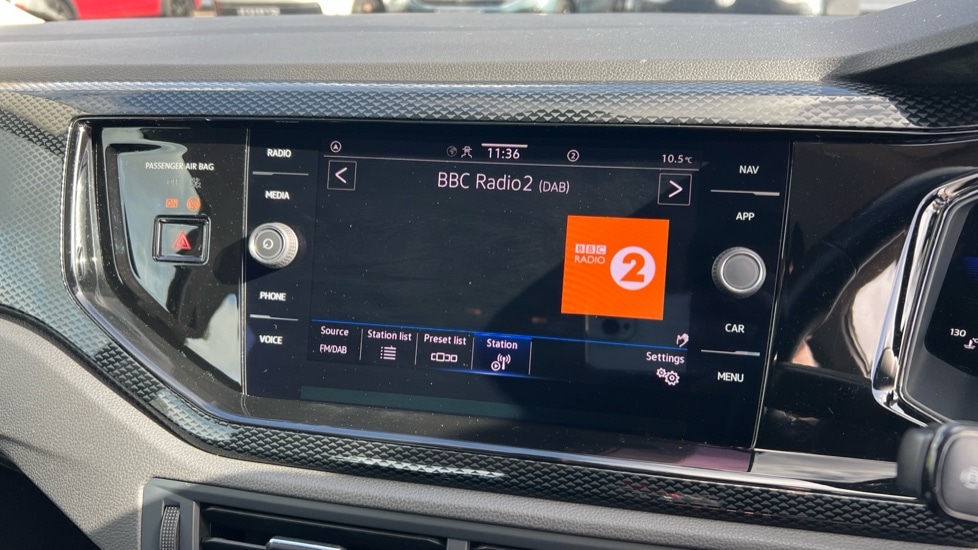 PASSENGER AIR BAG
RADIO
MEDIA
PHONE
VOICE
11:36
2
10.5°C
<
BBC Radio2 (DAB)
>
BBC
RADIO
2
Source
FM/DAB
Station list
Preset list
Station
Settings
NAV
APP
CAR
MENU
130